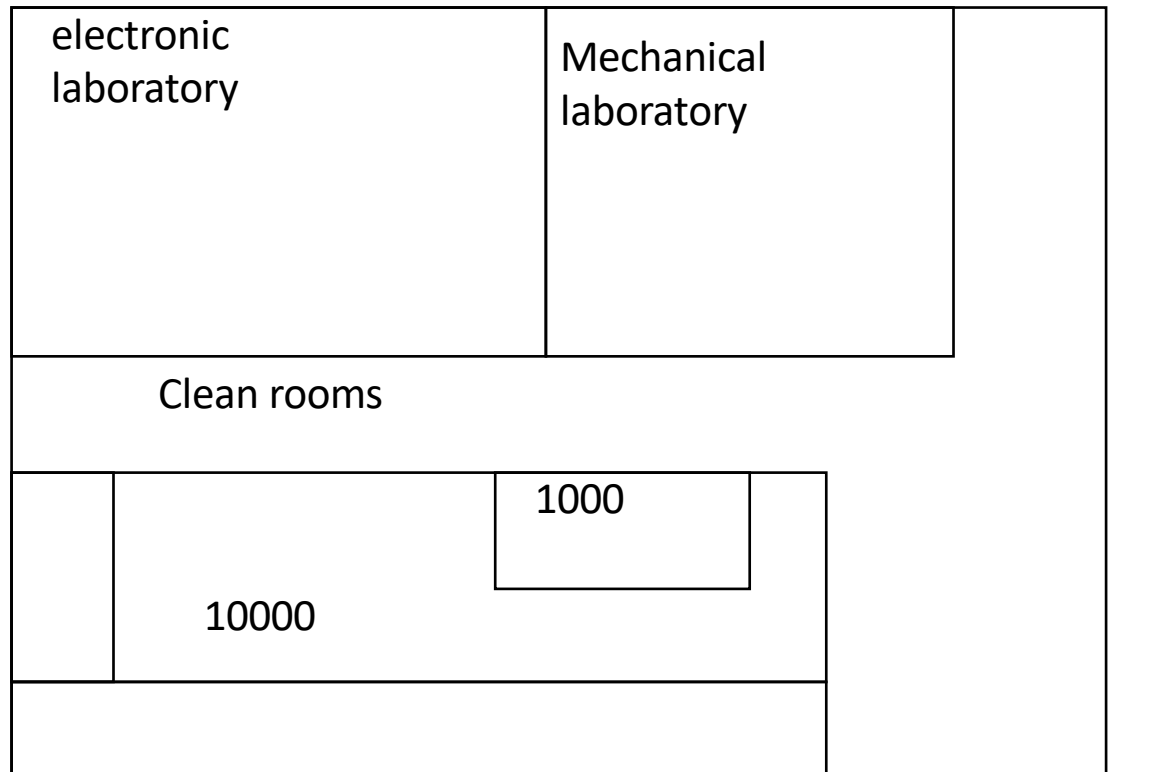 electronic
laboratory
Mechanical
laboratory
Clean rooms
1000
10000